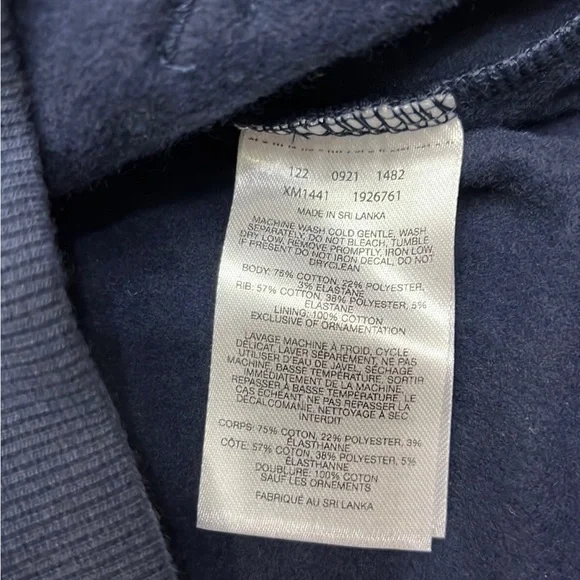 122 0921 1482
XM1441 1926761
MADE IN SRI LANKA
MACHINE WASH COLD GENTLE, WASH
SEPARATELY, DO NOT BLEACH, TUMBLE
DRY LOW, REMOVE PROMPTLY, IRON LOW
IF PRESENT DO NOT IRON DECAL, DO NOT
DRYCLEAN
BODY: 75% COTTON, 22% POLYESTER,
3% ELASTANE
RIB: 57% COTTON, 38% POLYESTER, 5%
ELASTANE
LINING: 100% COTTON
EXCLUSIVE OF ORNAMENTATION
LAVAGE MACHINE À FROID, CYCLE
DÉLICAT LAVER SÉPARÉMENT, NE PAS
UTILISER D'EAU DE JAVEL, SÉCHAGE
MACHINE, BASSE TEMPÉRATURE, SORTIR
IMMÉDIATEMENT DE LA MACHINE,
REPASSER À BASSE TEMPÉRATURE, LE
CAS ÉCHÉANT, NE PAS REPASSER LA
DÉCALCOMANIE, NETTOYAGE À SEC
INTERDIT
CORPS: 75% COTON, 22% POLYESTER, 3%
ÉLASTHANNE
CÔTE: 57% COTON, 38% POLYESTER, 5%
ÉLASTHANNE
DOUBLURE: 100% COTON
SAUF LES ORNEMENTS
FABRIQUÉ AU SRI LANKA